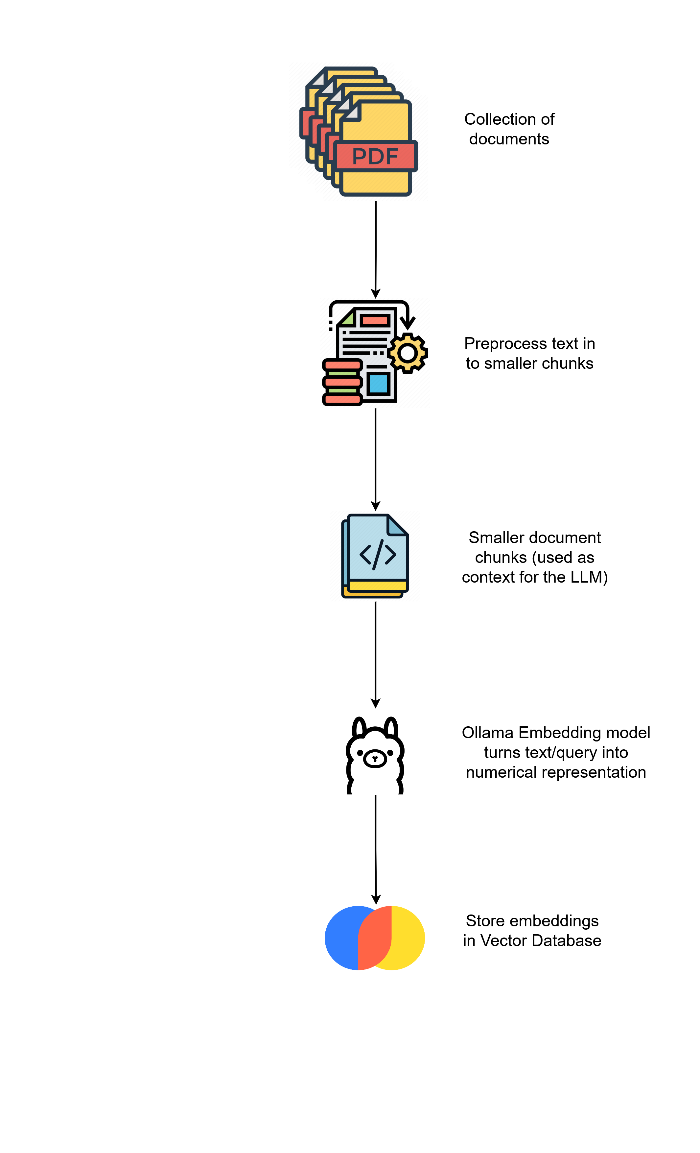 PDF
Collection of
documents
Preprocess text in
to smaller chunks
</>
Smaller document
chunks (used as
context for the LLM)
Ollama Embedding model
turns text/query into
numerical representation
Store embeddings
in Vector Database